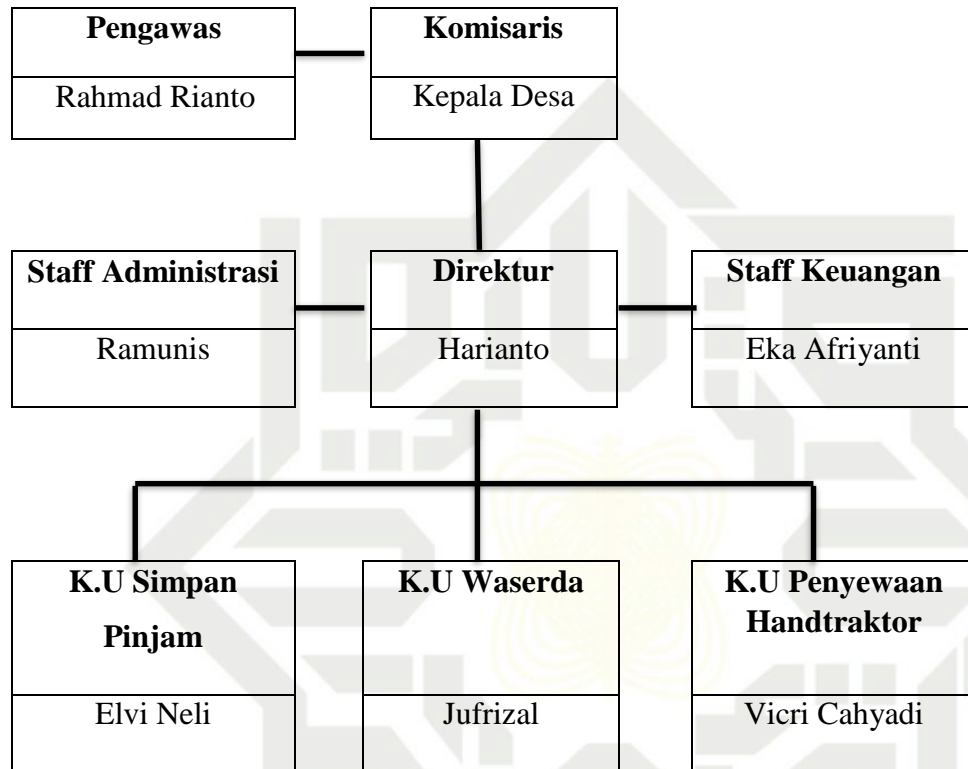 Pengawas
Rahmad Rianto
Komisaris
Kepala Desa
Staff Administrasi
Ramunis
Direktur
Harianto
Staff Keuangan
Eka Afriyanti
K.U Simpan
Pinjam
Elvi Neli
K.U Waserda
Jufrizal
K.U Penyewaan
Handtraktor
Vicri Cahyadi